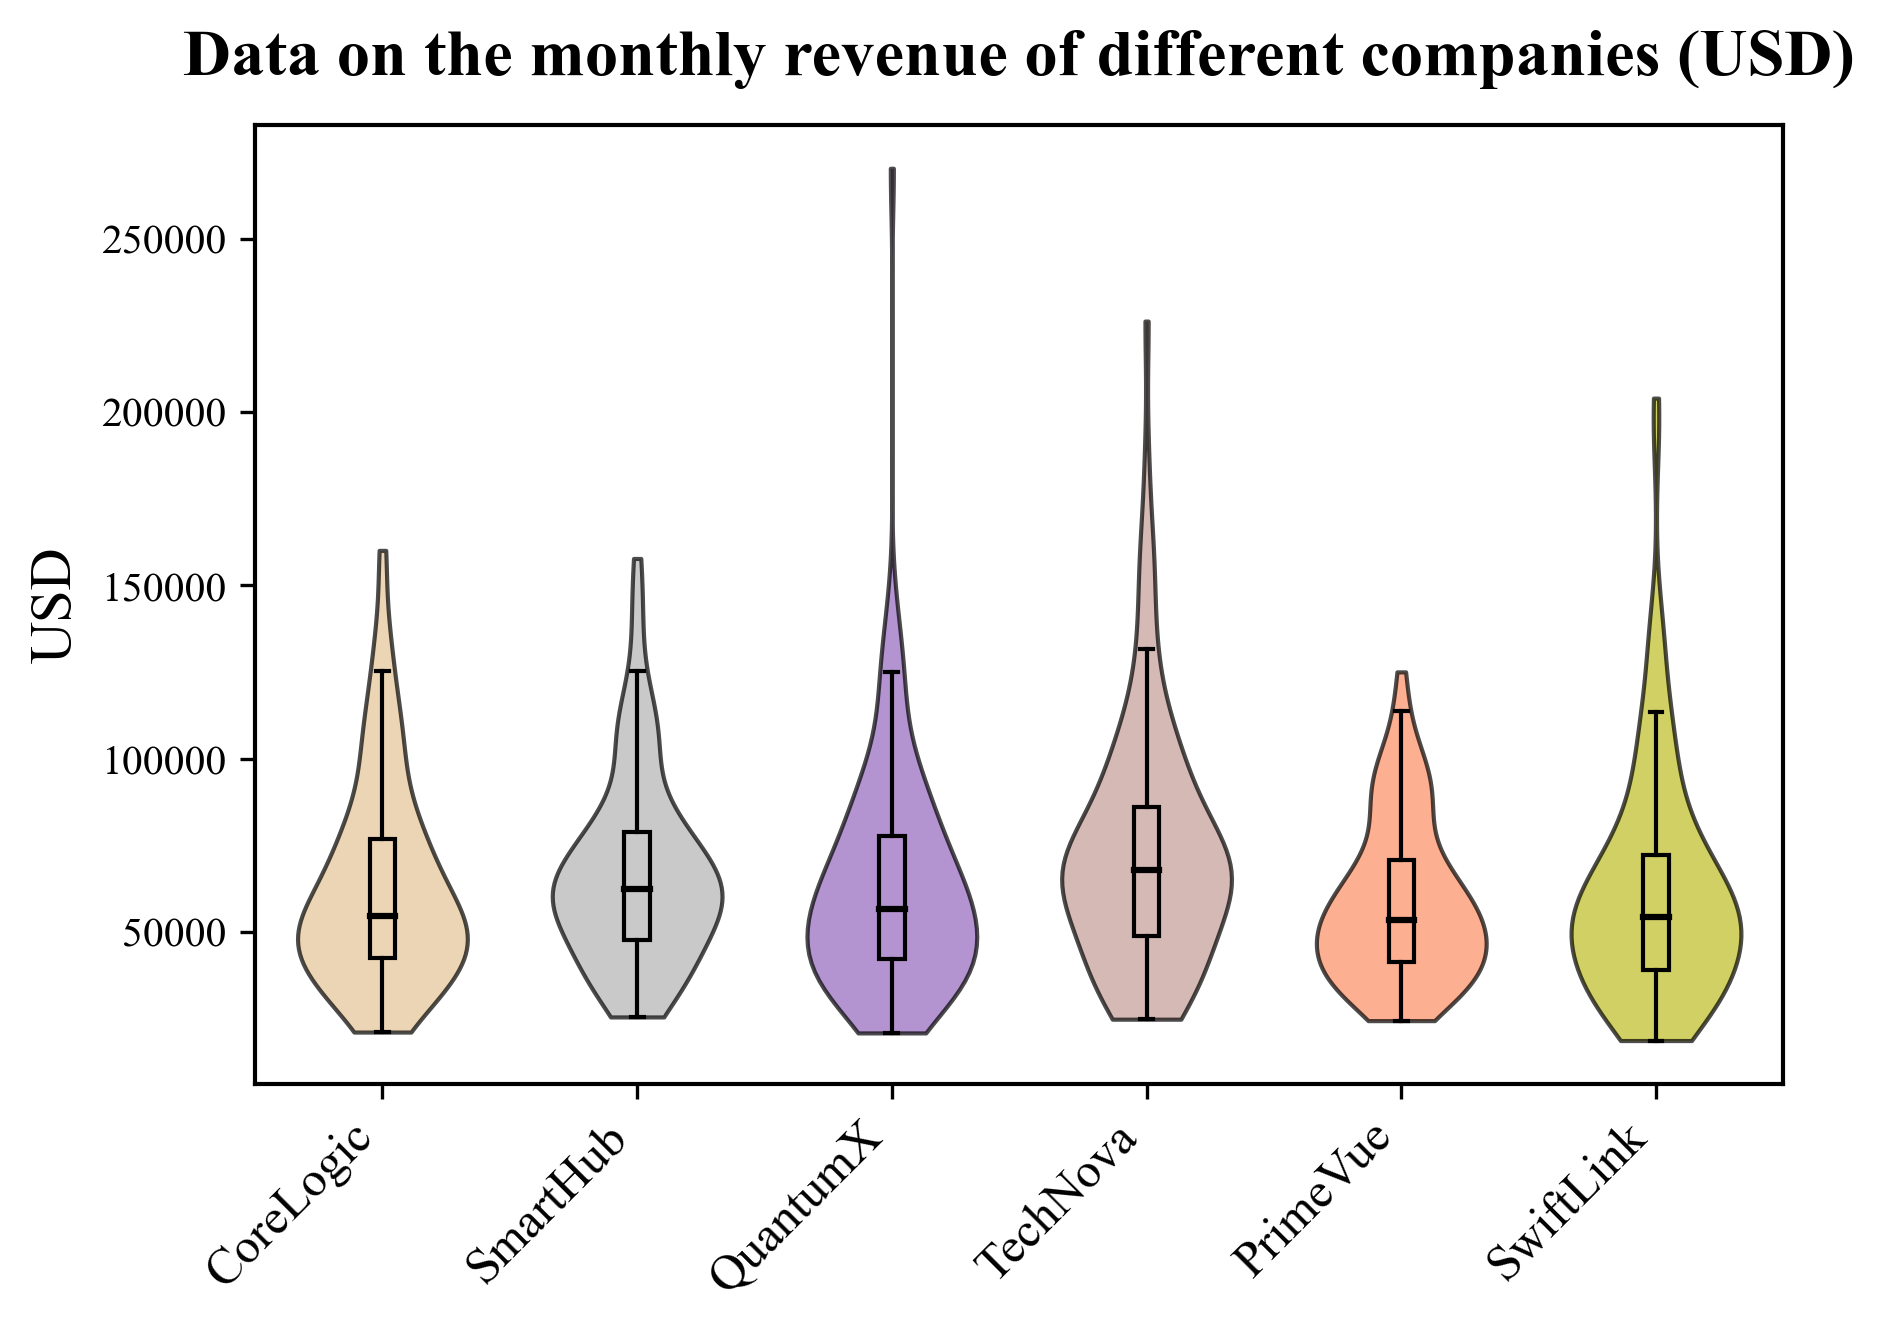 Data on the monthly revenue of different companies (USD)
USD
250000
200000
150000
100000
50000
CoreLogic
SmartHub
QuantumX
TechNova
PrimeVue
SwiftLink